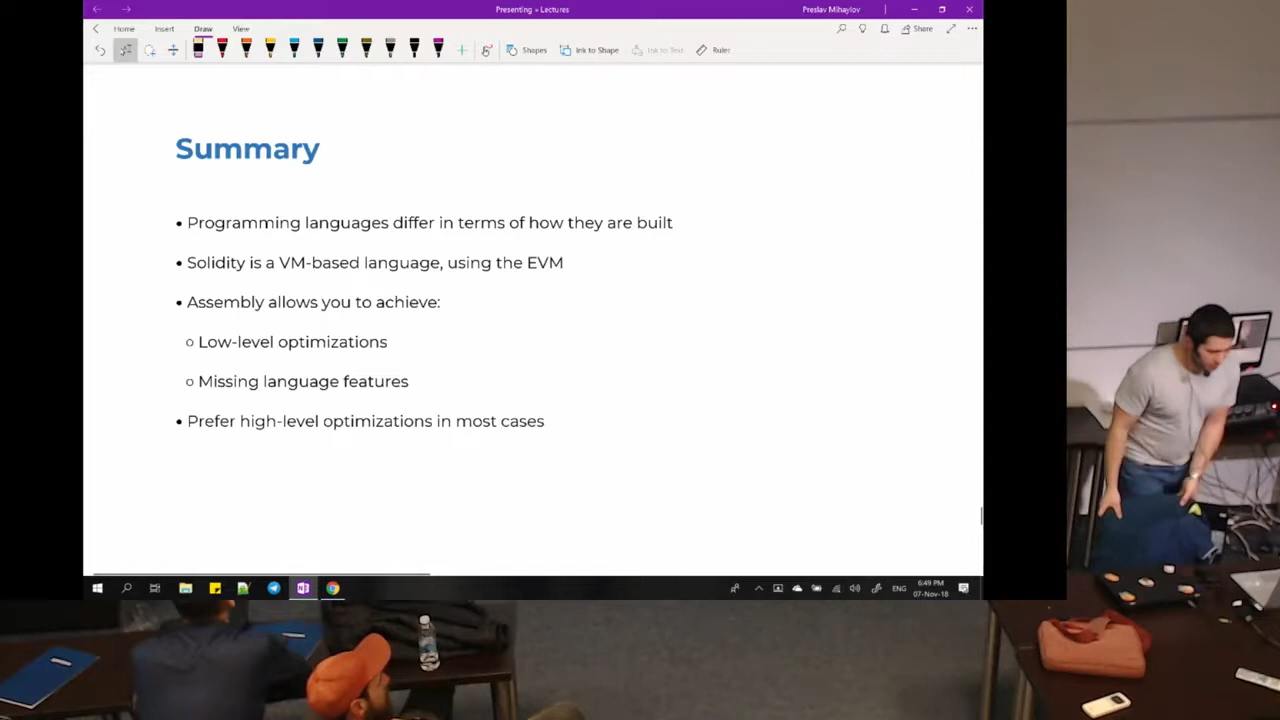 Presenting » Lectures
Preslav Mihaylov
Home
Insert
Draw
View
Share
Shapes
Ink to Shape
Ink to Text
Ruler
Summary
• Programming languages differ in terms of how they are built
• Solidity is a VM-based language, using the EVM
• Assembly allows you to achieve:
o Low-level optimizations
o Missing language features
• Prefer high-level optimizations in most cases
ENG
6:49 PM
07-Nov-18